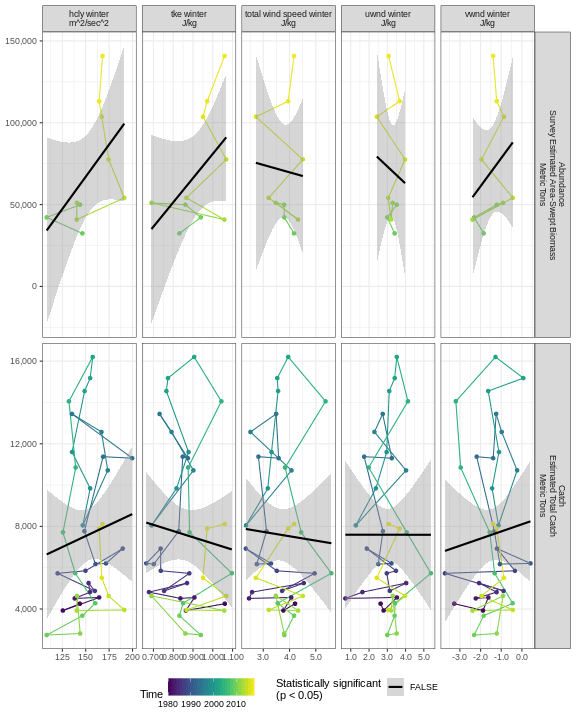 hcly winter
m^2/sec^2
tke winter
J/kg
total wind speed winter
J/kg
uwnd winter
J/kg
vwnd winter
J/kg
150,000
100,000
50,000
0
Abundance
Survey Estimated Area-Swept Biomass
Metric Tons
16,000
12,000
8,000
4,000
Catch
Estimated Total Catch
Metric Tons
125 150 175 200
0.700 0.800 0.900 1.000 1.100
3.0 4.0 5.0
1.0 2.0 3.0 4.0 5.0
-3.0 -2.0 -1.0 0.0
Time
1980 1990 2000 2010
Statistically significant
(p < 0.05)
FALSE